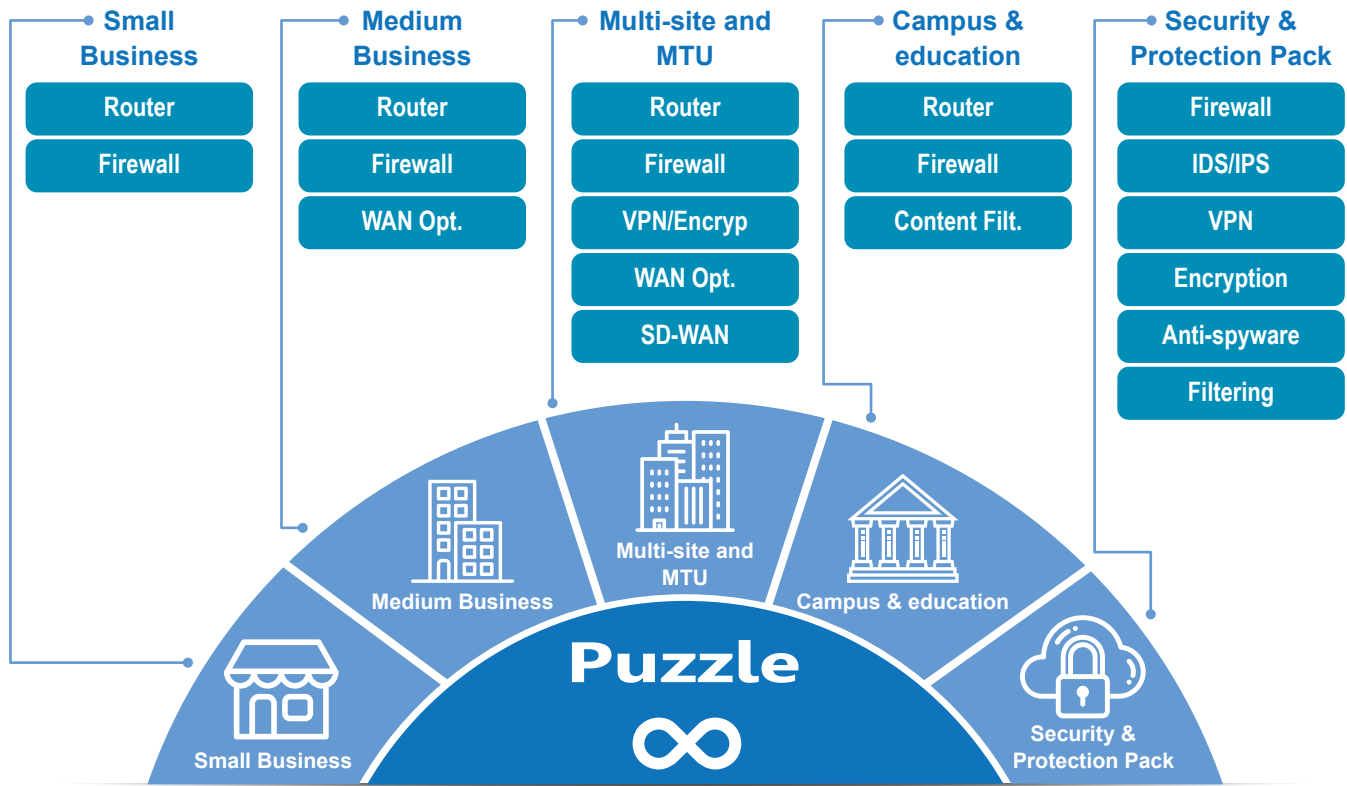 Small
Business
Router
Firewall
Medium
Business
Router
Firewall
WAN Opt.
Multi-site and
MTU
Router
Firewall
VPN/Encryp
WAN Opt.
SD-WAN
Campus &
education
Router
Firewall
Content Filt.
Security &
Protection Pack
Firewall
IDS/IPS
VPN
Encryption
Anti-spyware
Filtering
Small Business
Medium Business
Multi-site and
MTU
Campus & education
Security &
Protection Pack
Puzzle